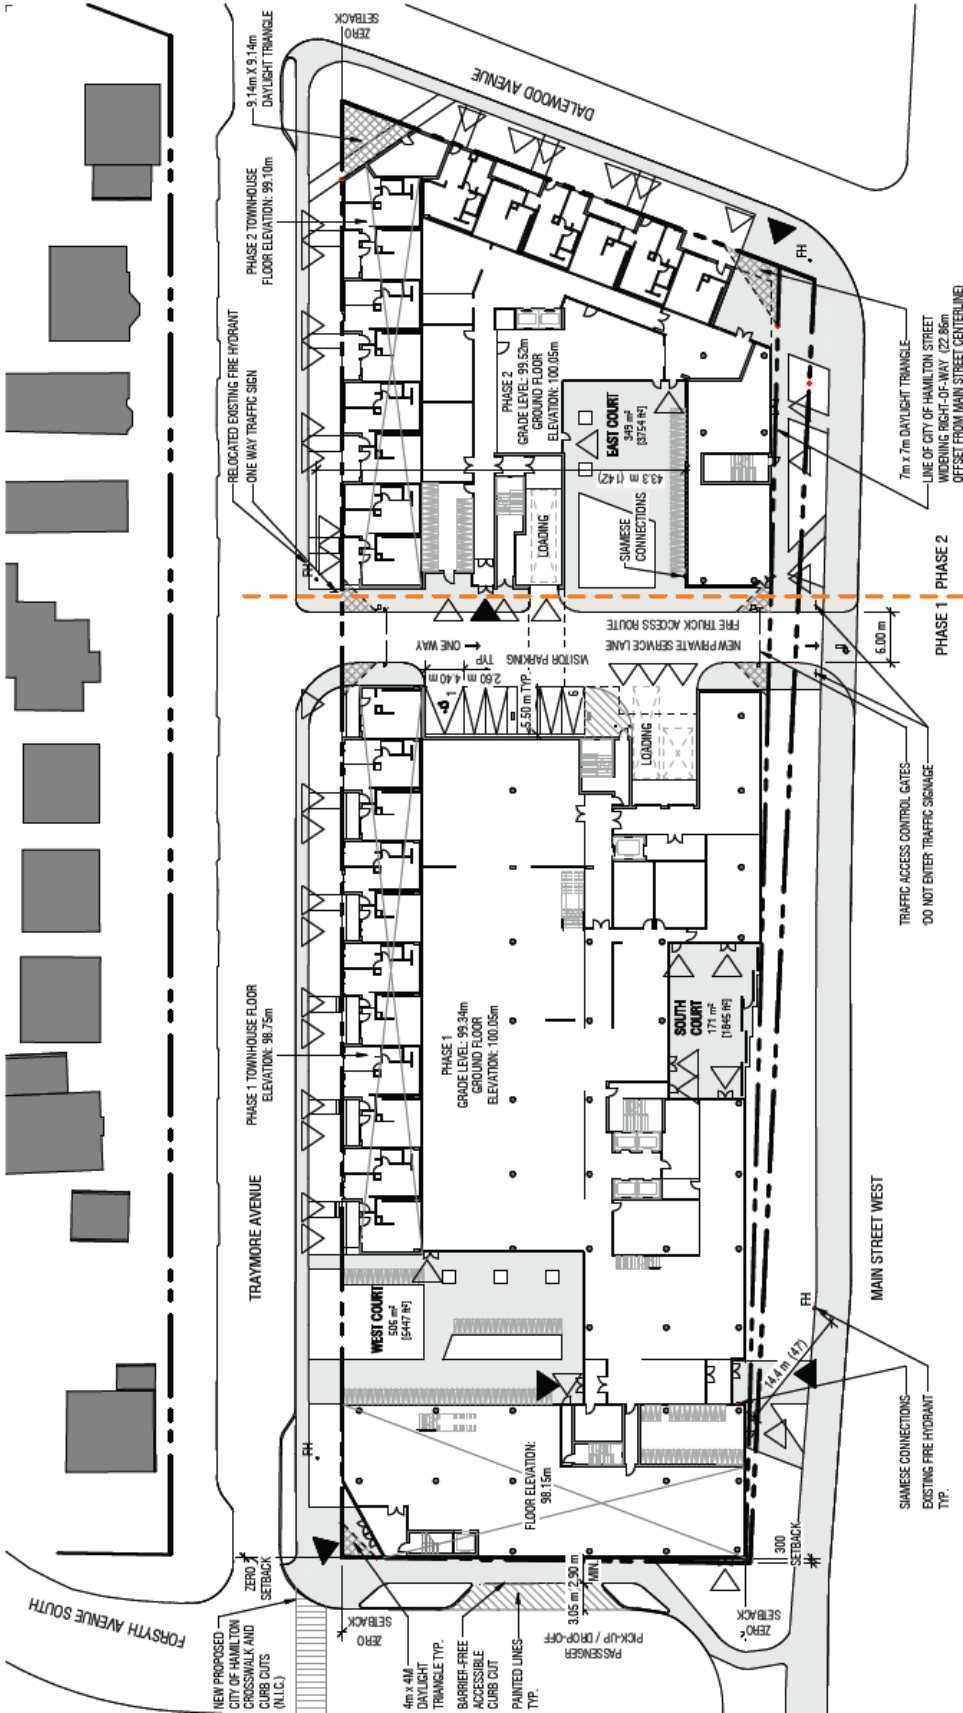 ZERO
SETBACK
9.14m X 9.14m
DAYLIGHT TRIANGLE
DALEWOOD AVENUE
PHASE 2 TOWNHOUSE
FLOOR ELEVATION: 99.10m
RELOCATED EXISTING FIRE HYDRANT
ONE WAY TRAFFIC SIGN
FH
FH
PHASE 2
GRADE LEVEL: 99.52m
GROUND FLOOR
ELEVATION: 100.05m
EAST COURT
349 m²
[3754 ft²]
43.3 m (142')
SIAMESE
CONNECTIONS
LOADING
7m x 7m DAYLIGHT TRIANGLE
LINE OF CITY OF HAMILTON STREET
WIDENING RIGHT-OF-WAY (22.86m
OFFSET FROM MAIN STREET CENTERLINE)
PHASE 1
PHASE 2
FIRE TRUCK ACCESS ROUTE
NEW PRIVATE SERVICE LANE
VISITOR PARKING
ONE WAY
2.60 m
TYP
4.40 m
5.50 m TYP.
1
6
6.00 m
LOADING
TRAFFIC ACCESS CONTROL GATES
'DO NOT ENTER' TRAFFIC SIGNAGE
PHASE 1 TOWNHOUSE FLOOR
ELEVATION: 98.75m
PHASE 1
GRADE LEVEL: 99.34m
GROUND FLOOR
ELEVATION: 100.05m
SOUTH
COURT
171 m²
[1845 ft²]
TRAYMORE AVENUE
MAIN STREET WEST
WEST COURT
506 m²
[5447 ft²]
FH
14.4 m (47')
FH
SIAMESE CONNECTIONS
EXISTING FIRE HYDRANT
TYP.
FLOOR ELEVATION:
98.15m
ZERO
SETBACK
300
SETBACK
3.05 m
2.90 m
MIN.
FORSYTH AVENUE SOUTH
NEW PROPOSED
CITY OF HAMILTON
CROSSWALK AND
CURB CUTS
(N.I.C.)
ZERO
SETBACK
4m x 4M
DAYLIGHT
TRIANGLE TYP.
BARRIER-FREE
ACCESSIBLE
CURB CUT
PAINTED LINES
TYP.
PASSENGER
PICK-UP / DROP-OFF
ZERO
SETBACK